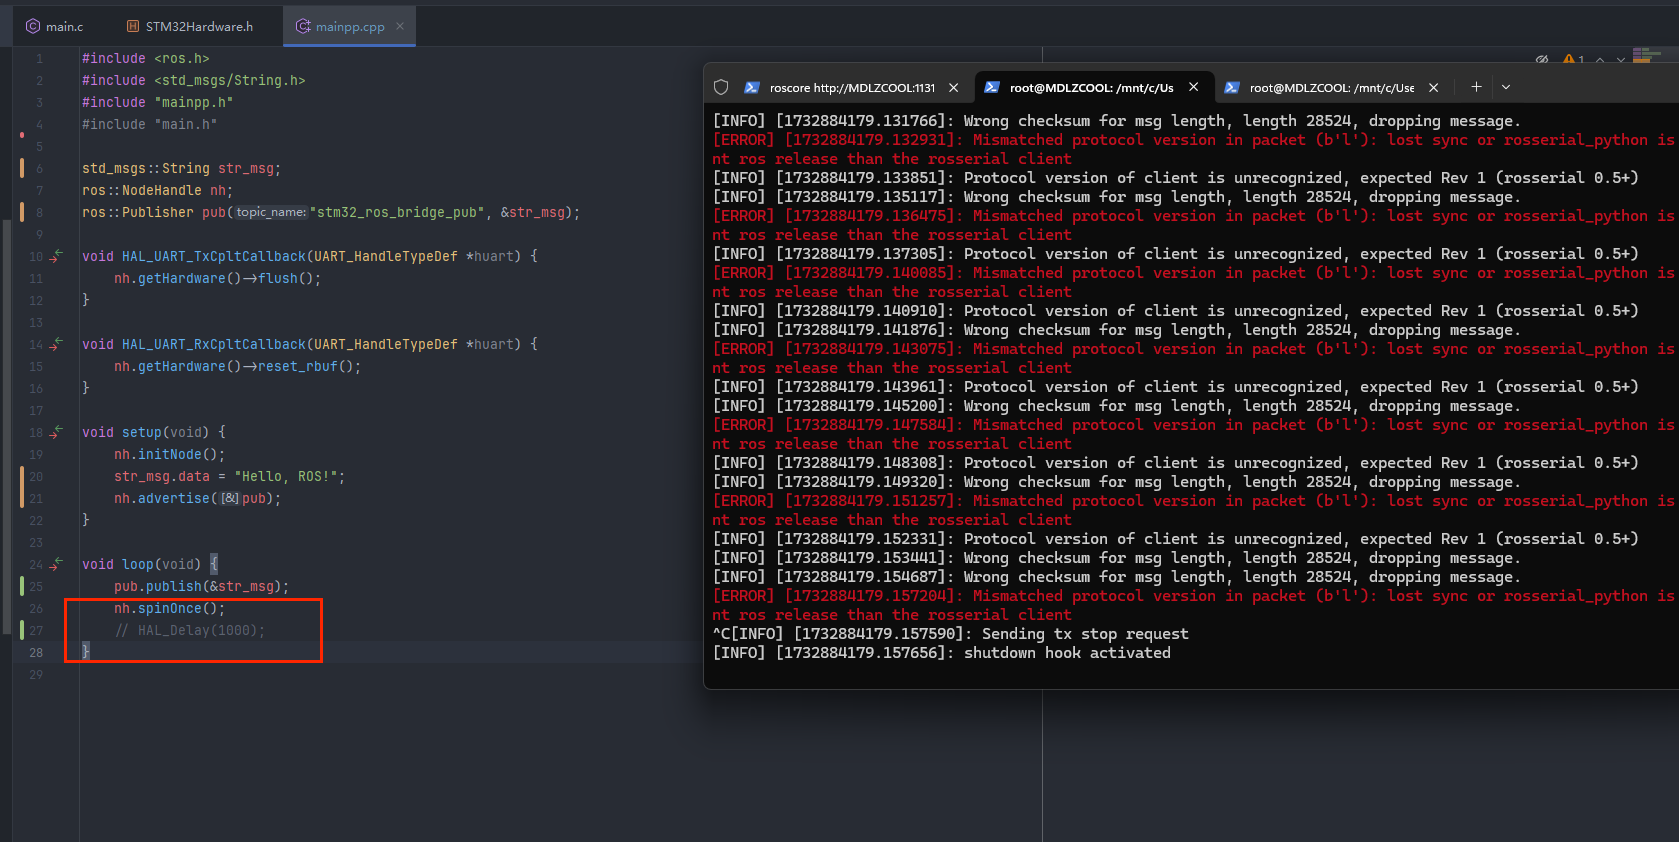 main.c
STM32Hardware.h
mainpp.cpp
1 #include <ros.h>
2 #include <std_msgs/String.h>
3 #include "mainpp.h"
4 #include "main.h"
5
6 std_msgs::String str_msg;
7 ros::NodeHandle nh;
8 ros::Publisher pub( topic_name: "stm32_ros_bridge_pub", &str_msg);
9
10 void HAL_UART_TxCpltCallback(UART_HandleTypeDef *huart) {
11 nh.getHardware()->flush();
12 }
13
14 void HAL_UART_RxCpltCallback(UART_HandleTypeDef *huart) {
15 nh.getHardware()->reset_rbuf();
16 }
17
18 void setup(void) {
19 nh.initNode();
20 str_msg.data = "Hello, ROS!";
21 nh.advertise( [&] pub);
22 }
23
24 void loop(void) {
25 pub.publish(&str_msg);
26 nh.spinOnce();
27 // HAL_Delay(1000);
28 }
29
1
roscore http://MDLZCOOL:1131
root@MDLZCOOL: /mnt/c/Us
root@MDLZCOOL: /mnt/c/Use
[INFO] [1732884179.131766]: Wrong checksum for msg length, length 28524, dropping message.
[ERROR] [1732884179.132931]: Mismatched protocol version in packet (b'l'): lost sync or rosserial_python is
nt ros release than the rosserial client
[INFO] [1732884179.133851]: Protocol version of client is unrecognized, expected Rev 1 (rosserial 0.5+)
[INFO] [1732884179.135117]: Wrong checksum for msg length, length 28524, dropping message.
[ERROR] [1732884179.136475]: Mismatched protocol version in packet (b'l'): lost sync or rosserial_python is
nt ros release than the rosserial client
[INFO] [1732884179.137305]: Protocol version of client is unrecognized, expected Rev 1 (rosserial 0.5+)
[ERROR] [1732884179.140085]: Mismatched protocol version in packet (b'l'): lost sync or rosserial_python is
nt ros release than the rosserial client
[INFO] [1732884179.140910]: Protocol version of client is unrecognized, expected Rev 1 (rosserial 0.5+)
[INFO] [1732884179.141876]: Wrong checksum for msg length, length 28524, dropping message.
[ERROR] [1732884179.143075]: Mismatched protocol version in packet (b'l'): lost sync or rosserial_python is
nt ros release than the rosserial client
[INFO] [1732884179.143961]: Protocol version of client is unrecognized, expected Rev 1 (rosserial 0.5+)
[INFO] [1732884179.145200]: Wrong checksum for msg length, length 28524, dropping message.
[ERROR] [1732884179.147584]: Mismatched protocol version in packet (b'l'): lost sync or rosserial_python is
nt ros release than the rosserial client
[INFO] [1732884179.148308]: Protocol version of client is unrecognized, expected Rev 1 (rosserial 0.5+)
[INFO] [1732884179.149320]: Wrong checksum for msg length, length 28524, dropping message.
[ERROR] [1732884179.151257]: Mismatched protocol version in packet (b'l'): lost sync or rosserial_python is
nt ros release than the rosserial client
[INFO] [1732884179.152331]: Protocol version of client is unrecognized, expected Rev 1 (rosserial 0.5+)
[INFO] [1732884179.153441]: Wrong checksum for msg length, length 28524, dropping message.
[INFO] [1732884179.154687]: Wrong checksum for msg length, length 28524, dropping message.
[ERROR] [1732884179.157204]: Mismatched protocol version in packet (b'l'): lost sync or rosserial_python is
nt ros release than the rosserial client
^C[INFO] [1732884179.157590]: Sending tx stop request
[INFO] [1732884179.157656]: shutdown hook activated